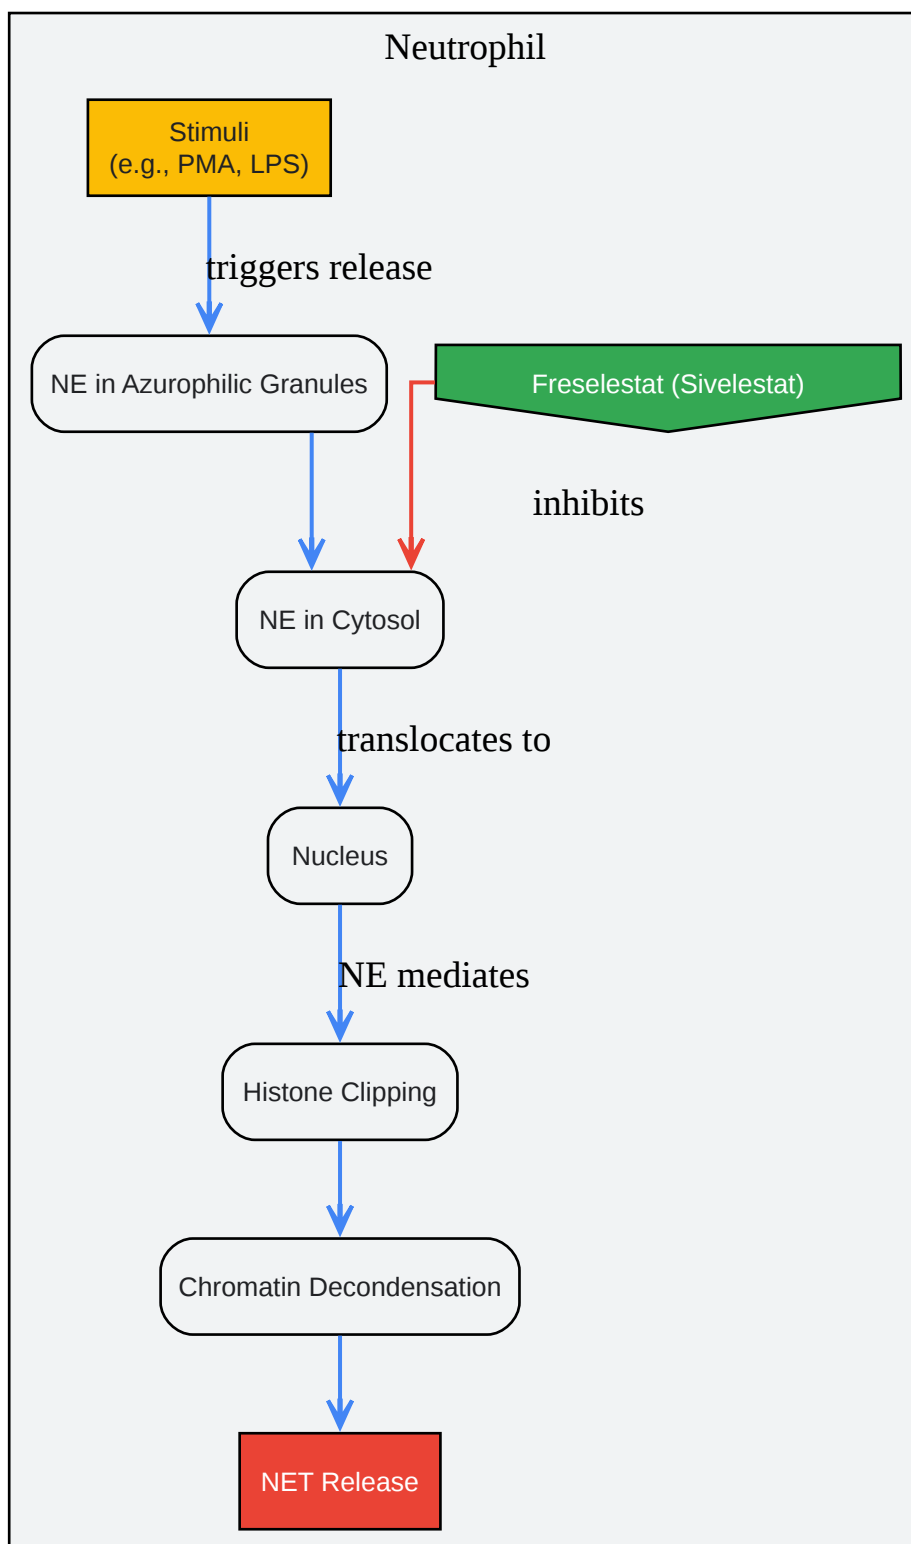 Neutrophil
Stimuli
(e.g., PMA, LPS)
triggers release
NE in Azurophilic Granules
Freselestat (Sivelestat)
inhibits
NE in Cytosol
translocates to
Nucleus
NE mediates
Histone Clipping
Chromatin Decondensation
NET Release